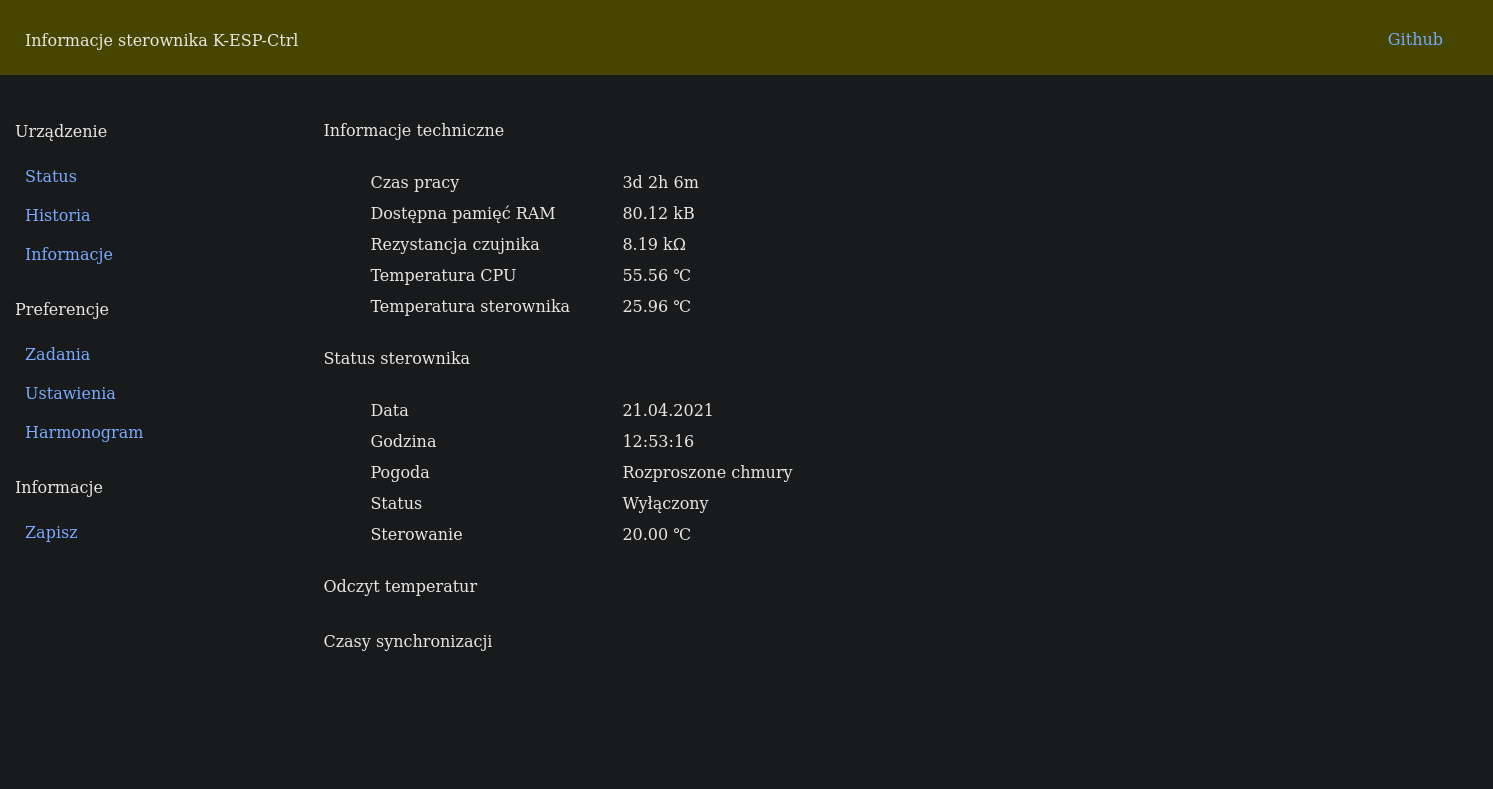 Informacje sterownika K-ESP-Ctrl
Github
Urządzenie
Status
Historia
Informacje
Preferencje
Zadania
Ustawienia
Harmonogram
Informacje
Zapisz
Informacje techniczne
Czas pracy 3d 2h 6m
Dostępna pamięć RAM 80.12 kB
Rezystancja czujnika 8.19 kΩ
Temperatura CPU 55.56 ℃
Temperatura sterownika 25.96 ℃
Status sterownika
Data 21.04.2021
Godzina 12:53:16
Pogoda Rozproszone chmury
Status Wyłączony
Sterowanie 20.00 ℃
Odczyt temperatur
Czasy synchronizacji